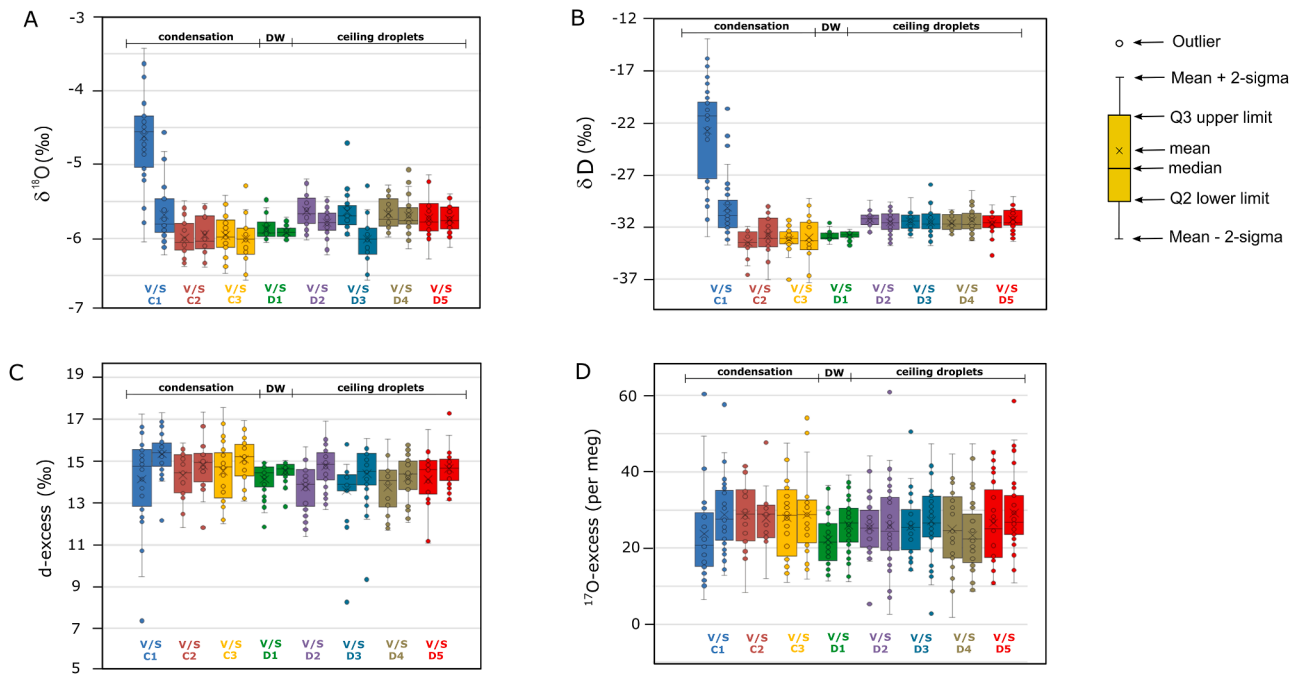 A
-3
-4
-5
-6
-7
δ¹⁸O (‰)
condensation DW ceiling droplets
V/S V/S V/S V/S V/S V/S V/S V/S
C1 C2 C3 D1 D2 D3 D4 D5
B
-12
-17
-22
-27
-32
-37
δD (‰)
condensation DW ceiling droplets
V/S V/S V/S V/S V/S V/S V/S V/S
C1 C2 C3 D1 D2 D3 D4 D5
Outlier
Mean + 2-sigma
Q3 upper limit
mean
median
Q2 lower limit
Mean - 2-sigma
C
19
17
15
13
11
9
7
5
d-excess (‰)
condensation DW ceiling droplets
V/S V/S V/S V/S V/S V/S V/S V/S
C1 C2 C3 D1 D2 D3 D4 D5
D
60
40
20
0
¹⁷O-excess (per meg)
condensation DW ceiling droplets
V/S V/S V/S V/S V/S V/S V/S V/S
C1 C2 C3 D1 D2 D3 D4 D5